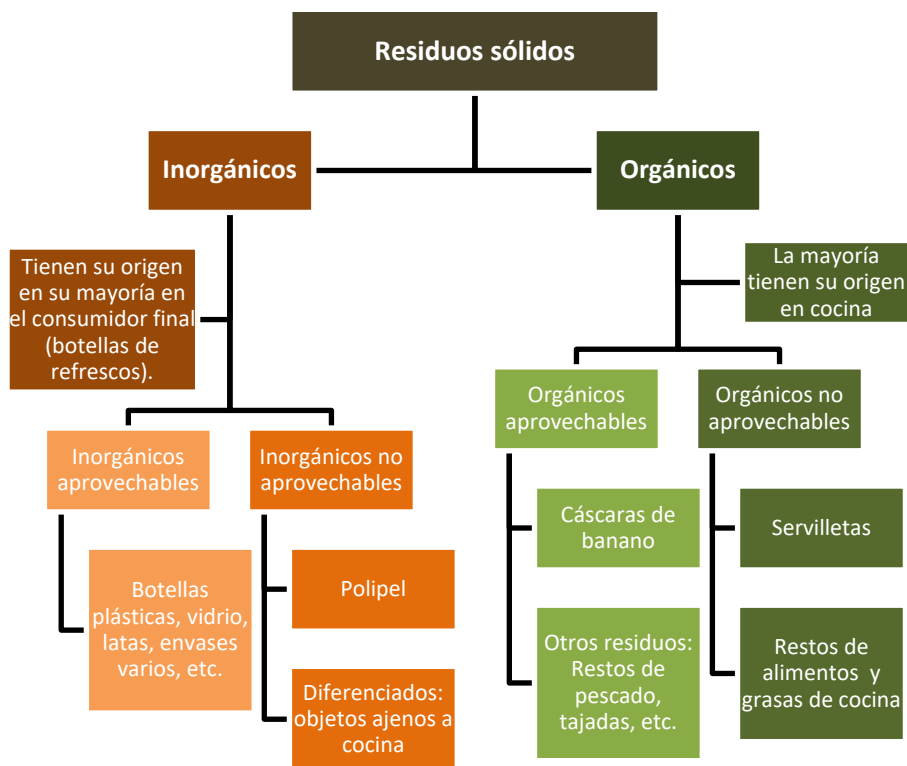 Residuos sólidos
Inorgánicos
Orgánicos
Tienen su origen
en su mayoría en
el consumidor final
(botellas de
refrescos).
La mayoría
tienen su origen
en cocina
Inorgánicos
aprovechables
Inorgánicos no
aprovechables
Orgánicos
aprovechables
Orgánicos no
aprovechables
Botellas
plásticas, vidrio,
latas, envases
varios, etc.
Polipel
Diferenciados:
objetos ajenos a
cocina
Cáscaras de
banano
Otros residuos:
Restos de
pescado,
tajadas, etc.
Servilletas
Restos de
alimentos y
grasas de cocina